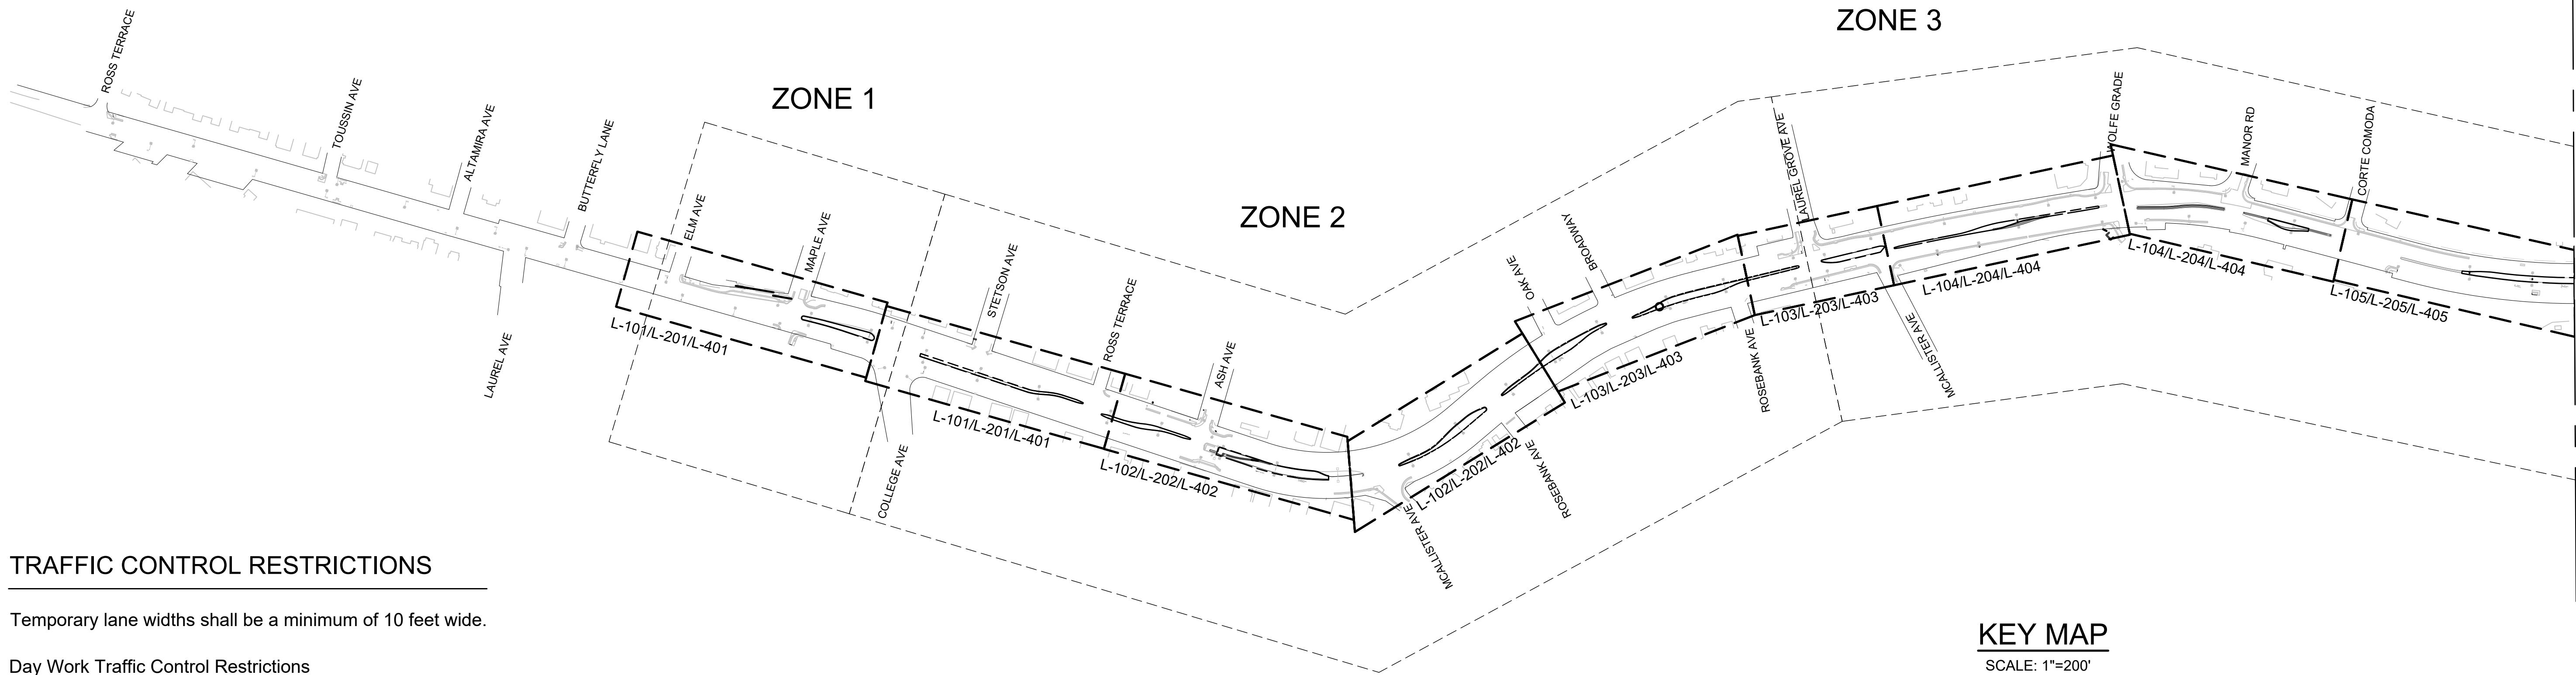 ZONE 3
ZONE 1
ZONE 2
ROSS TERRACE
TOUSSIN AVE
ALTAMIRA AVE
BUTTERFLY LANE
LAUREL AVE
ELM AVE
MAPLE AVE
L-101/L-201/L-401
COLLEGE AVE
STETSON AVE
L-101/L-201/L-401
ROSS TERRACE
ASH AVE
L-102/L-202/L-402
MCALLISTER AVE
L-102/L-202/L-402
ROSEBANK AVE
OAK AVE
BROADWAY
L-103/L-203/L-403
ROSEBANK AVE
LAUREL GROVE AVE
L-103/L-203/L-403
MCALLISTER AVE
L-104/L-204/L-404
WOLFE GRADE
L-104/L-204/L-404
MANOR RD
CORTE COMODA
L-105/L-205/L-405
TRAFFIC CONTROL RESTRICTIONS
Temporary lane widths shall be a minimum of 10 feet wide.
Day Work Traffic Control Restrictions
KEY MAP
SCALE: 1"=200'